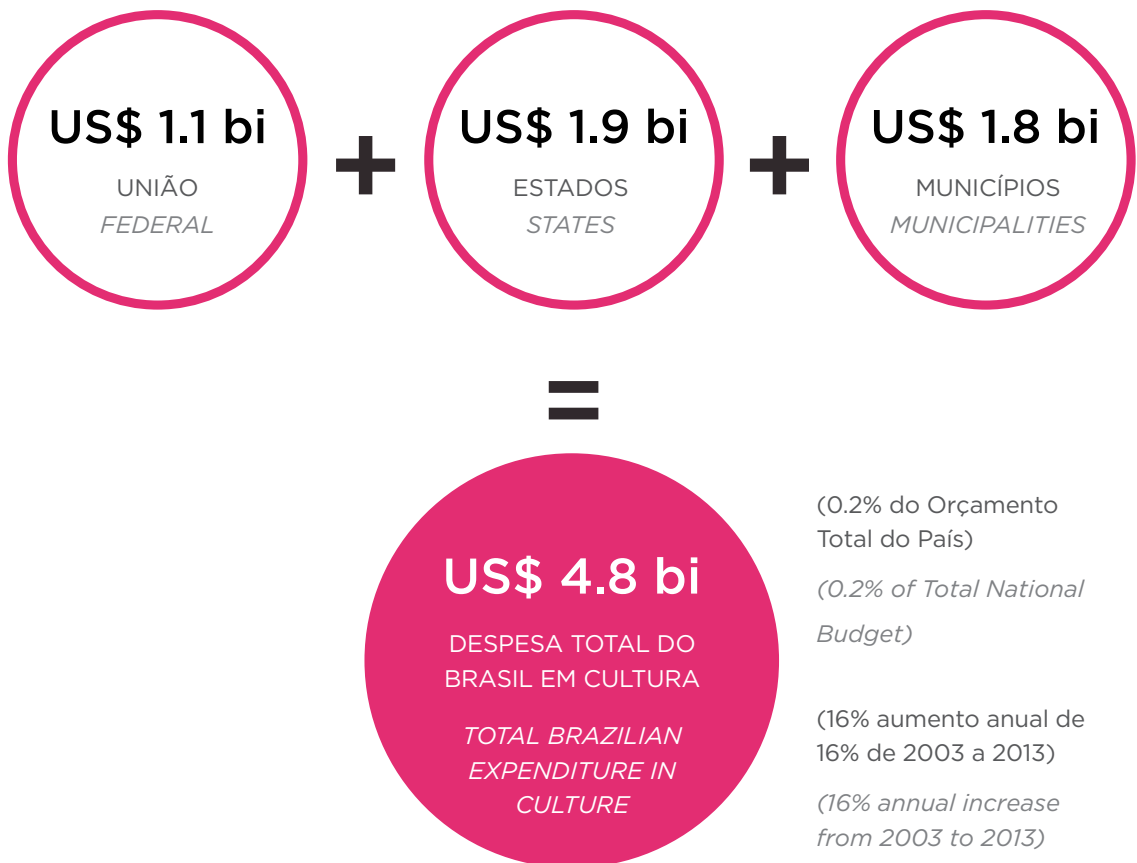 US$ 1.1 bi
UNIÃO
FEDERAL
+
US$ 1.9 bi
ESTADOS
STATES
+
US$ 1.8 bi
MUNICÍPIOS
MUNICIPALITIES
=
US$ 4.8 bi
DESPESA TOTAL DO
BRASIL EM CULTURA
TOTAL BRAZILIAN
EXPENDITURE IN
CULTURE
(0.2% do Orçamento
Total do País)
(0.2% of Total National
Budget)
(16% aumento anual de
16% de 2003 a 2013)
(16% annual increase
from 2003 to 2013)